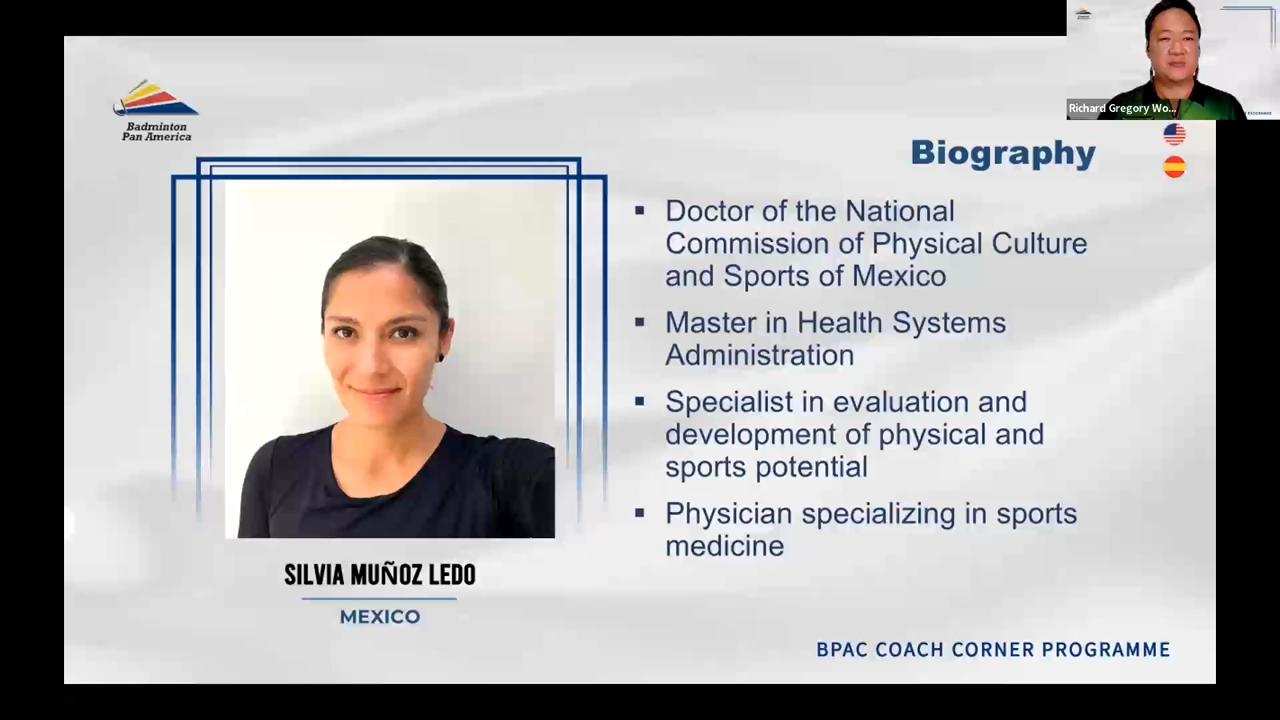 Richard Gregory Wo...
Badminton
Pan America
Biography
▪ Doctor of the National
Commission of Physical Culture
and Sports of Mexico
▪ Master in Health Systems
Administration
▪ Specialist in evaluation and
development of physical and
sports potential
▪ Physician specializing in sports
medicine
SILVIA MUÑOZ LEDO
MEXICO
BPAC COACH CORNER PROGRAMME